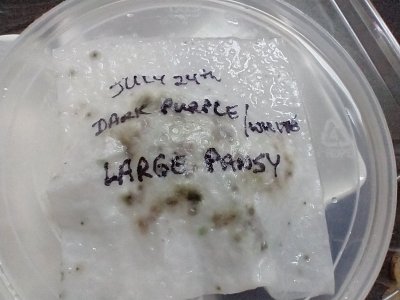 JULY 24TH
DARK PURPLE/WHITE
LARGE PANSY